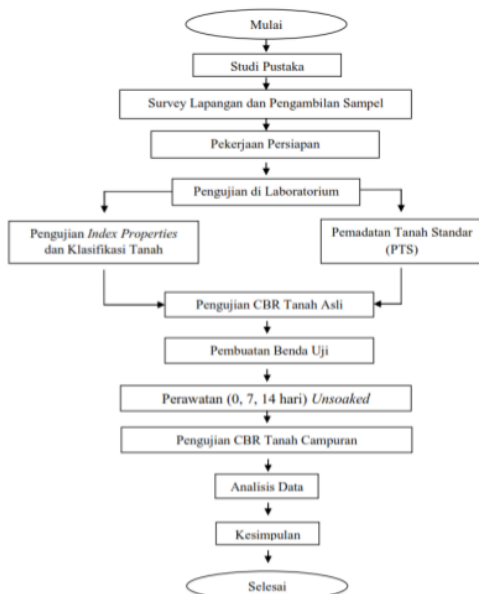 Mulai
Studi Pustaka
Survey Lapangan dan Pengambilan Sampel
Pekerjaan Persiapan
Pengujian di Laboratorium
Pengujian Index Properties
dan Klasifikasi Tanah
Pemadatan Tanah Standar
(PTS)
Pengujian CBR Tanah Asli
Pembuatan Benda Uji
Perawatan (0, 7, 14 hari) Unsoaked
Pengujian CBR Tanah Campuran
Analisis Data
Kesimpulan
Selesai